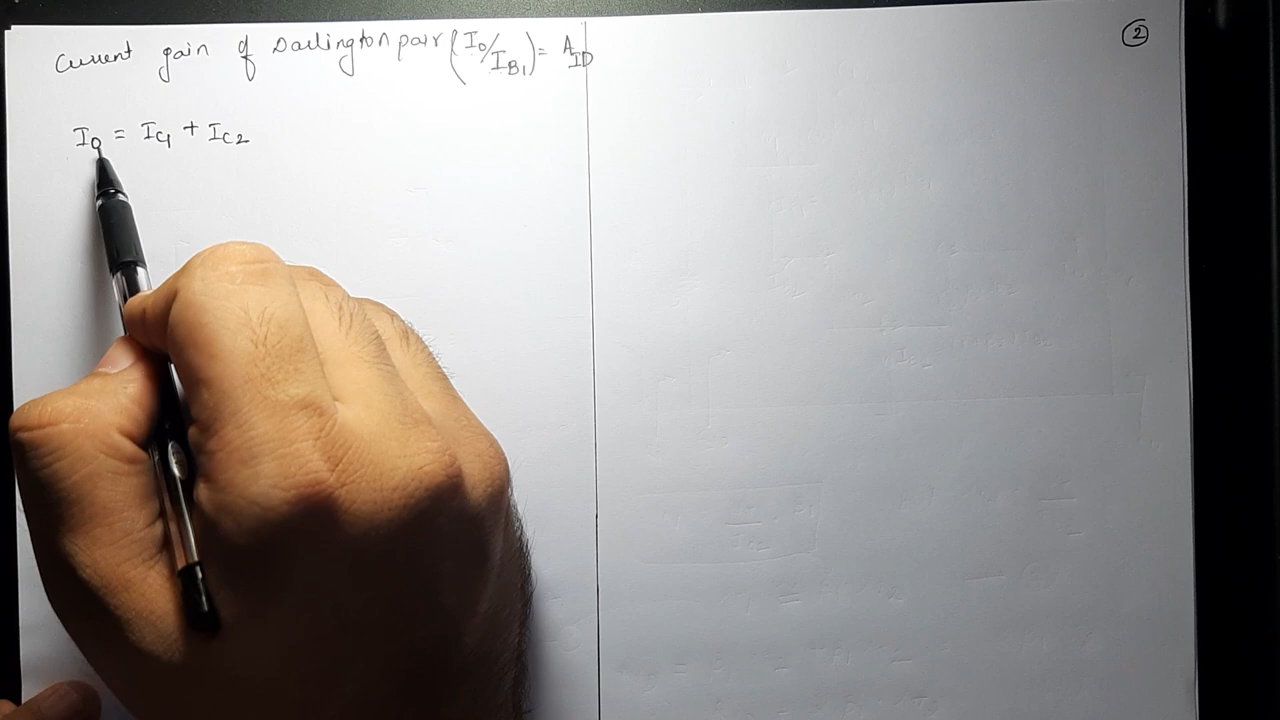 Current gain of Darlington pair (I0/IB1) = AID
②
I0 = IC1 + IC2